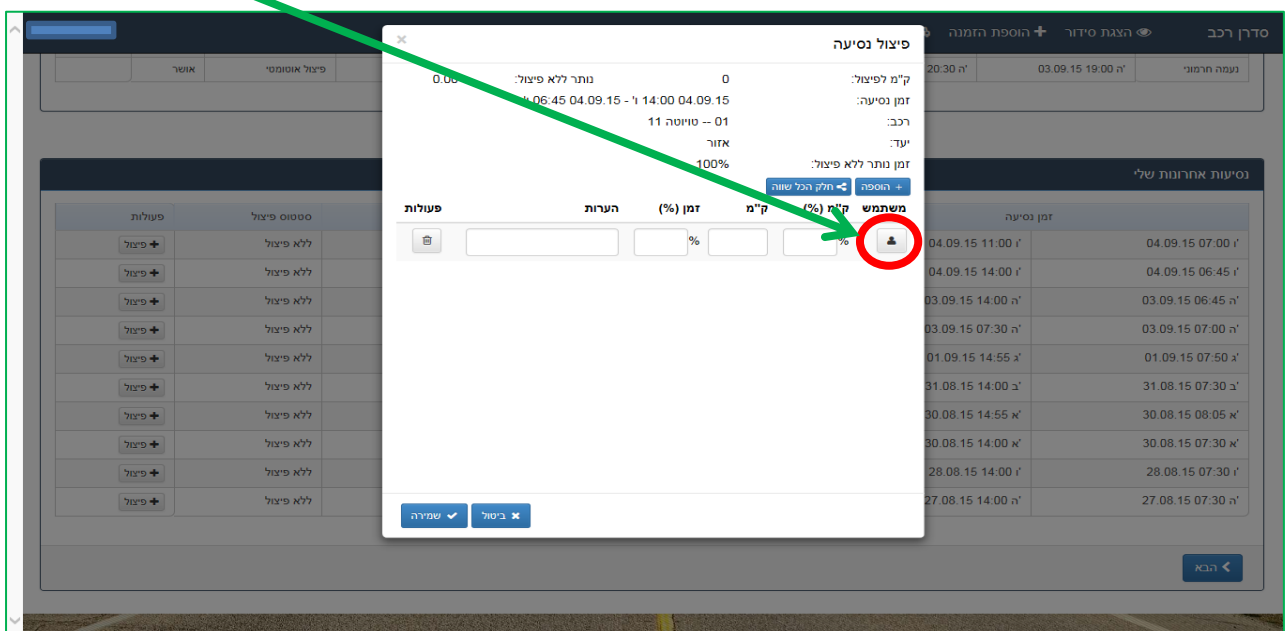 סדרן רכב הצגת סידור הוספת הזמנה
נעמה חרמוני ה' 03.09.15 19:00 ה' 20:30 פיצול אוטומטי אושר
פיצול נסיעה ×
ק"מ לפיצול: 0 נותר ללא פיצול: 0.00
זמן נסיעה: ו' 04.09.15 06:45 - ו' 04.09.15 14:00
רכב: 01 -- טויוטה 11
יעד: אזור
זמן נותר ללא פיצול: 100%
+ הוספה חלק הכל שווה
משתמש ק"מ (%) ק"מ זמן (%) הערות פעולות
% %
ביטול שמירה
נסיעות אחרונות שלי
זמן נסיעה סטטוס פיצול פעולות
ו' 04.09.15 07:00 ו' 04.09.15 11:00 ללא פיצול פיצול
ו' 04.09.15 06:45 ו' 04.09.15 14:00 ללא פיצול פיצול
ה' 03.09.15 06:45 ה' 03.09.15 14:00 ללא פיצול פיצול
ה' 03.09.15 07:00 ה' 03.09.15 07:30 ללא פיצול פיצול
ג' 01.09.15 07:50 ג' 01.09.15 14:55 ללא פיצול פיצול
ב' 31.08.15 07:30 ב' 31.08.15 14:00 ללא פיצול פיצול
א' 30.08.15 08:05 א' 30.08.15 14:55 ללא פיצול פיצול
א' 30.08.15 07:30 א' 30.08.15 14:00 ללא פיצול פיצול
ו' 28.08.15 07:30 ו' 28.08.15 14:00 ללא פיצול פיצול
ה' 27.08.15 07:30 ה' 27.08.15 14:00 ללא פיצול פיצול
הבא